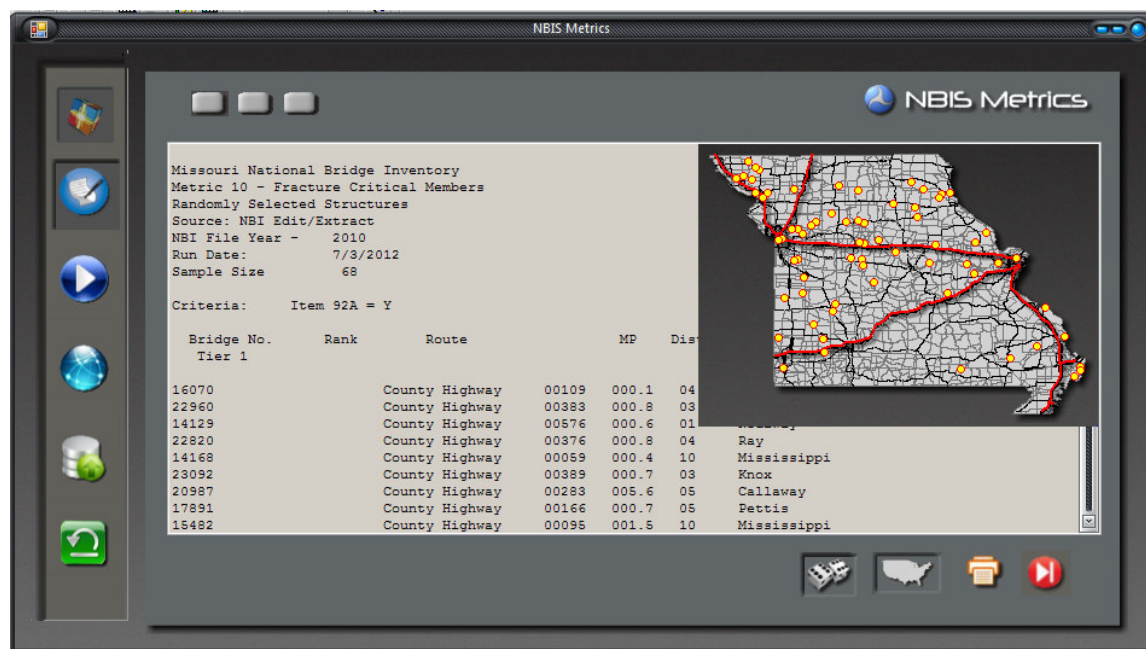 NBIS Metrics
NBIS Metrics
Missouri National Bridge Inventory
Metric 10 - Fracture Critical Members
Randomly Selected Structures
Source: NBI Edit/Extract
NBI File Year -    2010
Run Date:          7/3/2012
Sample Size         68
Criteria:     Item 92A = Y
Bridge No.      Rank        Route                  MP    Dis
Tier 1
16070    County Highway    00109    000.1    04
22960    County Highway    00383    000.8    03
14129    County Highway    00576    000.6    01
22820    County Highway    00376    000.8    04    Ray
14168    County Highway    00059    000.4    10    Mississippi
23092    County Highway    00389    000.7    03    Knox
20987    County Highway    00283    005.6    05    Callaway
17891    County Highway    00166    000.7    05    Pettis
15482    County Highway    00095    001.5    10    Mississippi